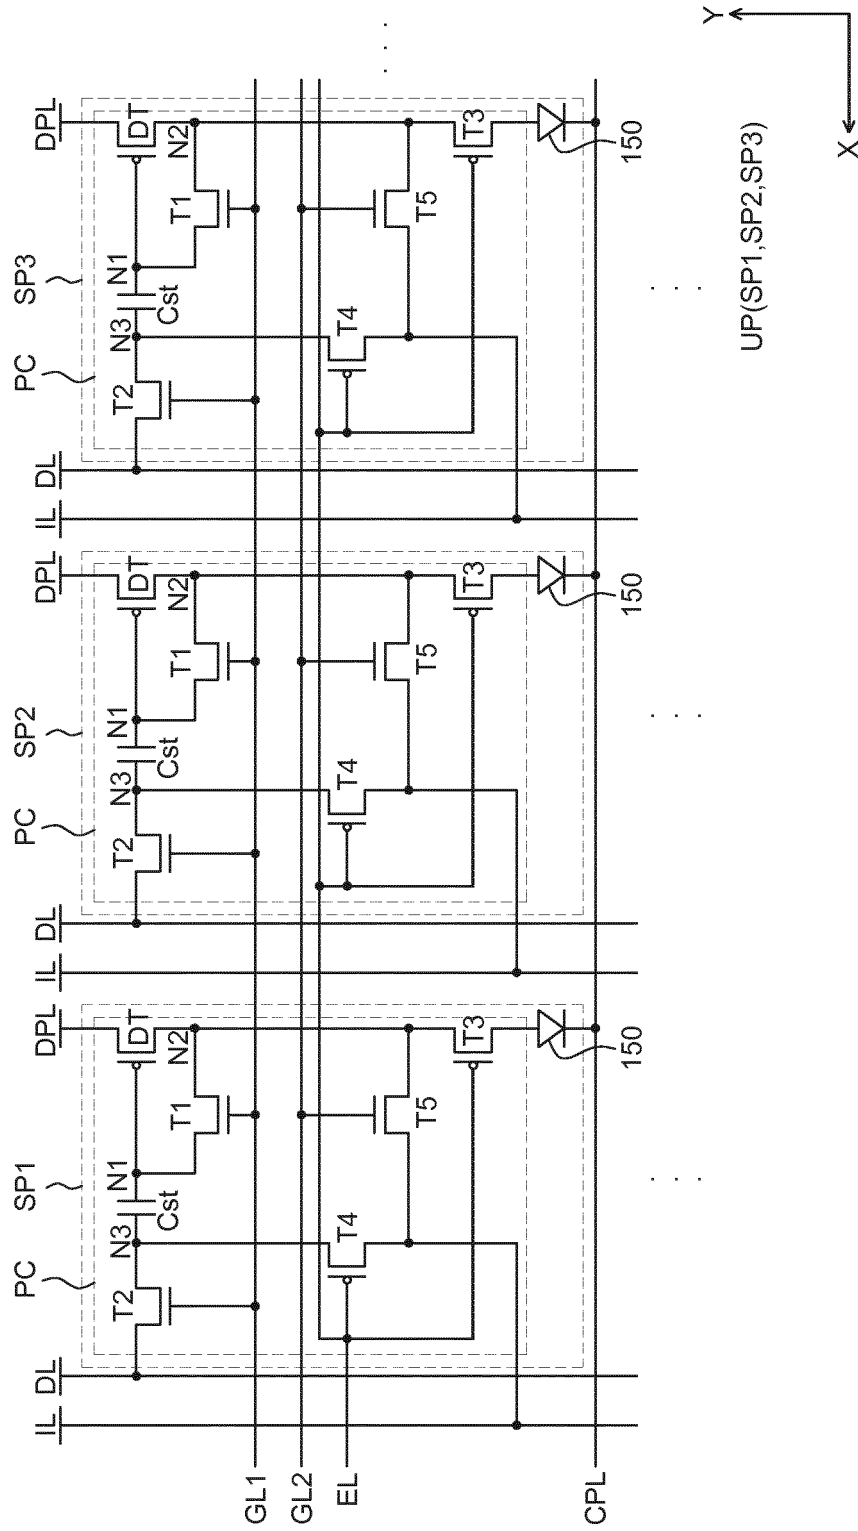 PC SP1 PC SP2 PC SP3
IL DL DPL IL DL DPL IL DL DPL
T2 N3 N1 DT T2 N3 N1 DT T2 N3 N1 DT
Cst N2 Cst N2 Cst N2
T1 T1 T1
GL1
GL2
EL T4 T4 T4
T5 T5 T5
T3 T3 T3
CPL
150 150 150
. . .
. . .
. . .
. . .
Y
UP(SP1,SP2,SP3)
X